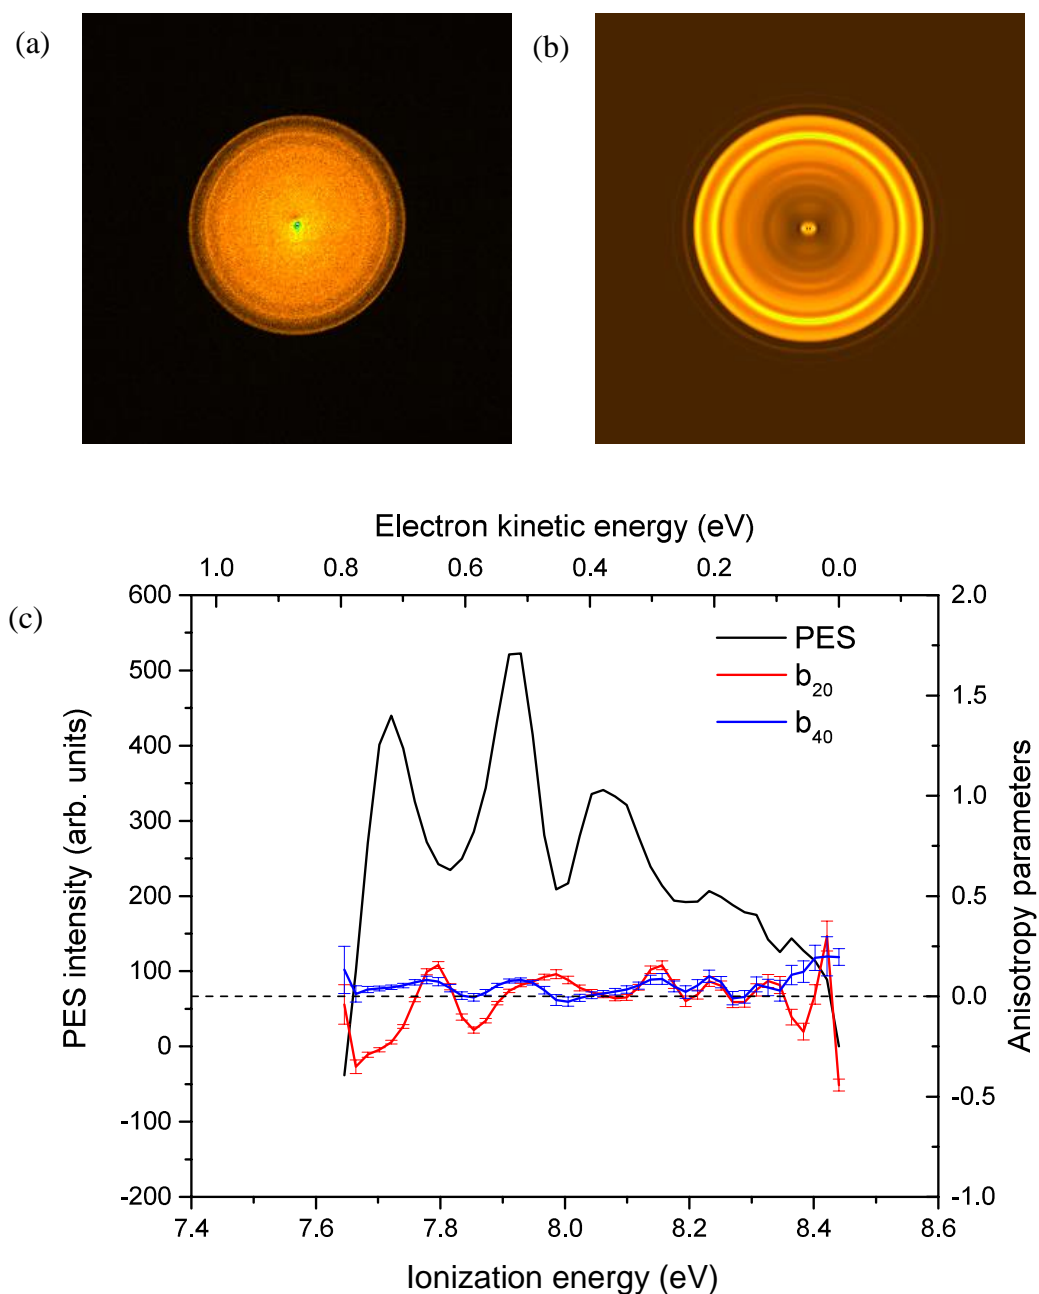 (a)
(b)
(c)
Electron kinetic energy (eV)
1.0 0.8 0.6 0.4 0.2 0.0
600
500
400
300
200
100
0
-100
-200
PES intensity (arb. units)
PES
b20
b40
2.0
1.5
1.0
0.5
0.0
-0.5
-1.0
Anisotropy parameters
7.4 7.6 7.8 8.0 8.2 8.4 8.6
Ionization energy (eV)